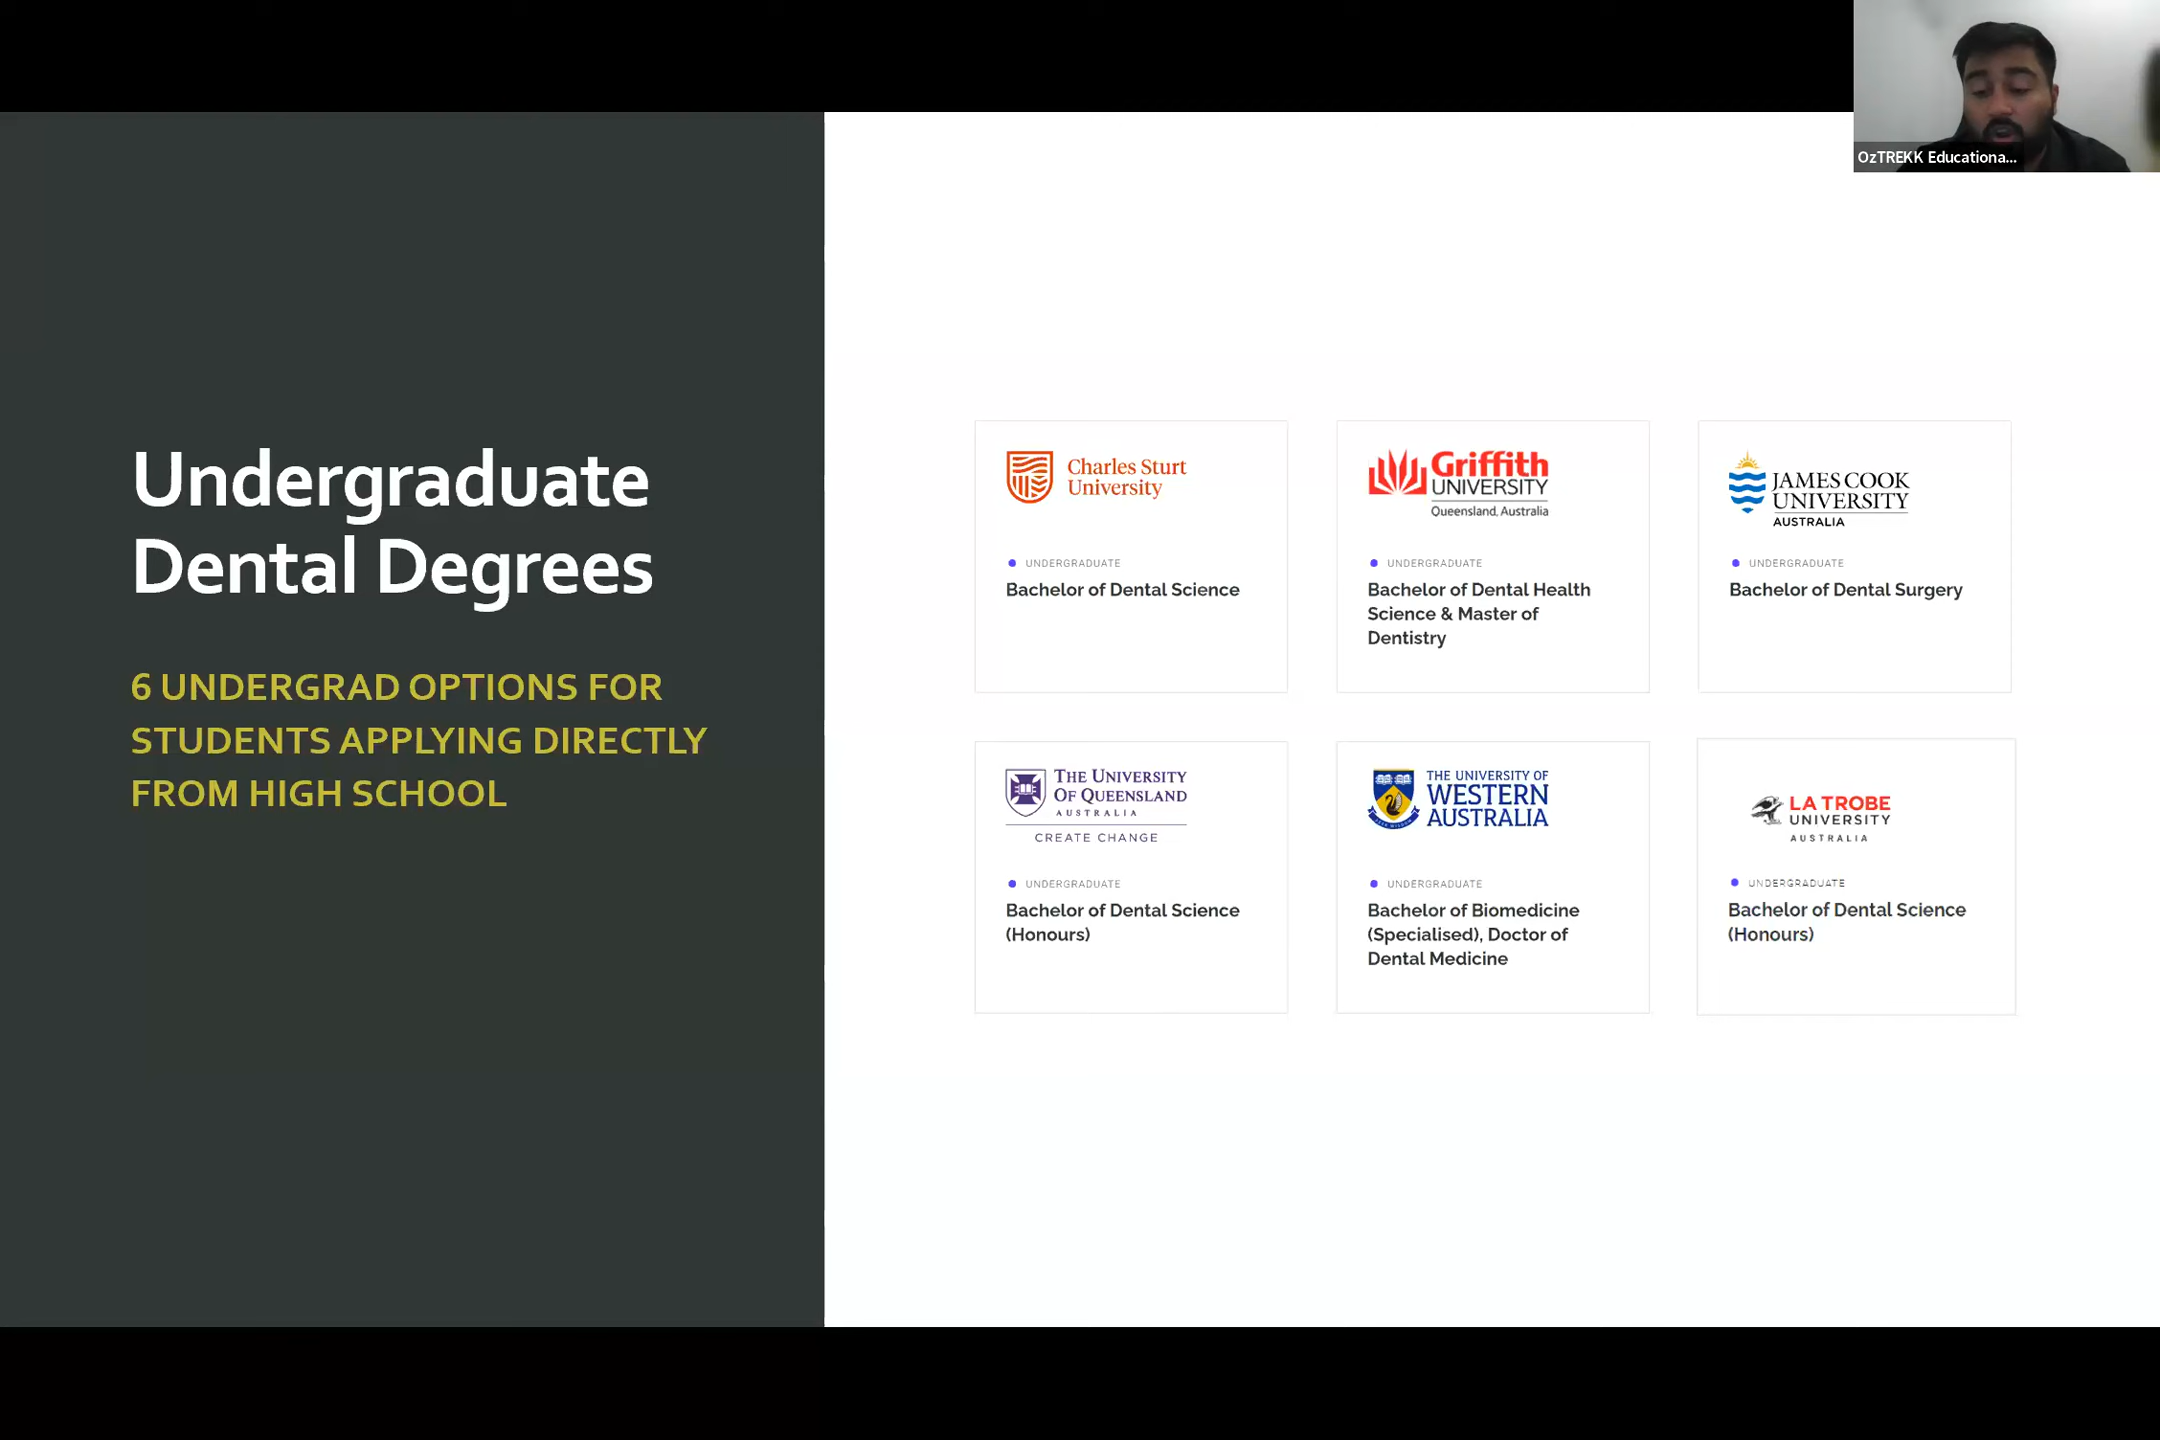 OzTREKK Educationa...
Undergraduate
Dental Degrees
6 UNDERGRAD OPTIONS FOR
STUDENTS APPLYING DIRECTLY
FROM HIGH SCHOOL
Charles Sturt
University
UNDERGRADUATE
Bachelor of Dental Science
Griffith
UNIVERSITY
Queensland, Australia
UNDERGRADUATE
Bachelor of Dental Health
Science & Master of
Dentistry
JAMES COOK
UNIVERSITY
AUSTRALIA
UNDERGRADUATE
Bachelor of Dental Surgery
THE UNIVERSITY
OF QUEENSLAND
AUSTRALIA
CREATE CHANGE
UNDERGRADUATE
Bachelor of Dental Science
(Honours)
THE UNIVERSITY OF
WESTERN
AUSTRALIA
UNDERGRADUATE
Bachelor of Biomedicine
(Specialised), Doctor of
Dental Medicine
LA TROBE
UNIVERSITY
AUSTRALIA
UNDERGRADUATE
Bachelor of Dental Science
(Honours)